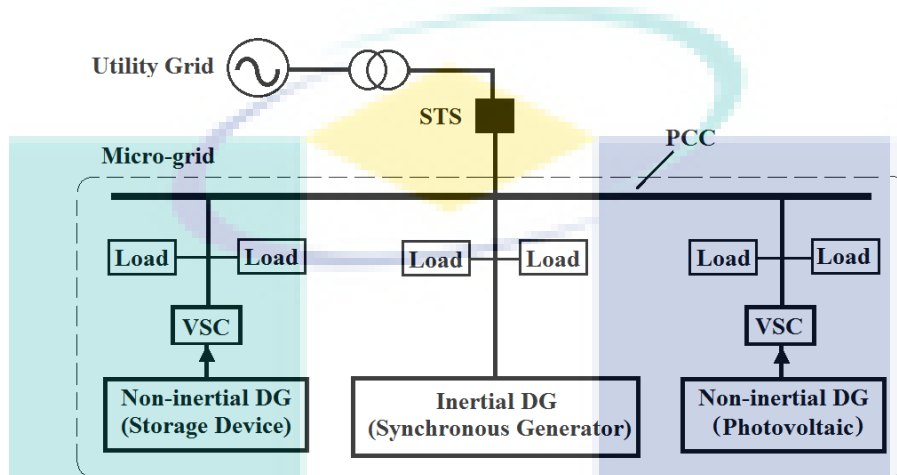 Utility Grid
STS
PCC
Micro-grid
Load
Load
Load
Load
Load
Load
VSC
VSC
Non-inertial DG
(Storage Device)
Inertial DG
(Synchronous Generator)
Non-inertial DG
(Photovoltaic)